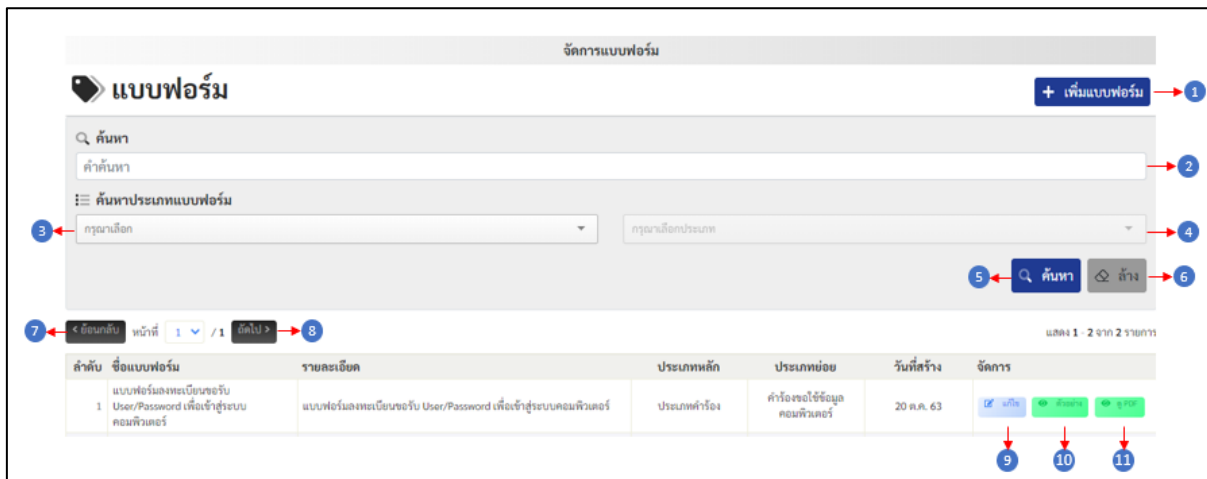 จัดการแบบฟอร์ม
แบบฟอร์ม
+ เพิ่มแบบฟอร์ม 1
ค้นหา
คำค้นหา 2
ค้นหาประเภทแบบฟอร์ม
3 กรุณาเลือก กรุณาเลือกประเภท 4
5 ค้นหา ล้าง 6
7 < ย้อนกลับ หน้าที่ 1 / 1 ถัดไป > 8 แสดง 1 - 2 จาก 2 รายการ
ลำดับ ชื่อแบบฟอร์ม รายละเอียด ประเภทหลัก ประเภทย่อย วันที่สร้าง จัดการ
แบบฟอร์มลงทะเบียนขอรับ
1 User/Password เพื่อเข้าสู่ระบบ แบบฟอร์มลงทะเบียนขอรับ User/Password เพื่อเข้าสู่ระบบคอมพิวเตอร์ ประเภทคำร้อง คำร้องขอใช้ข้อมูล 20 ต.ค. 63 แก้ไข ตัวอย่าง ดู PDF
คอมพิวเตอร์ คอมพิวเตอร์
9 10 11